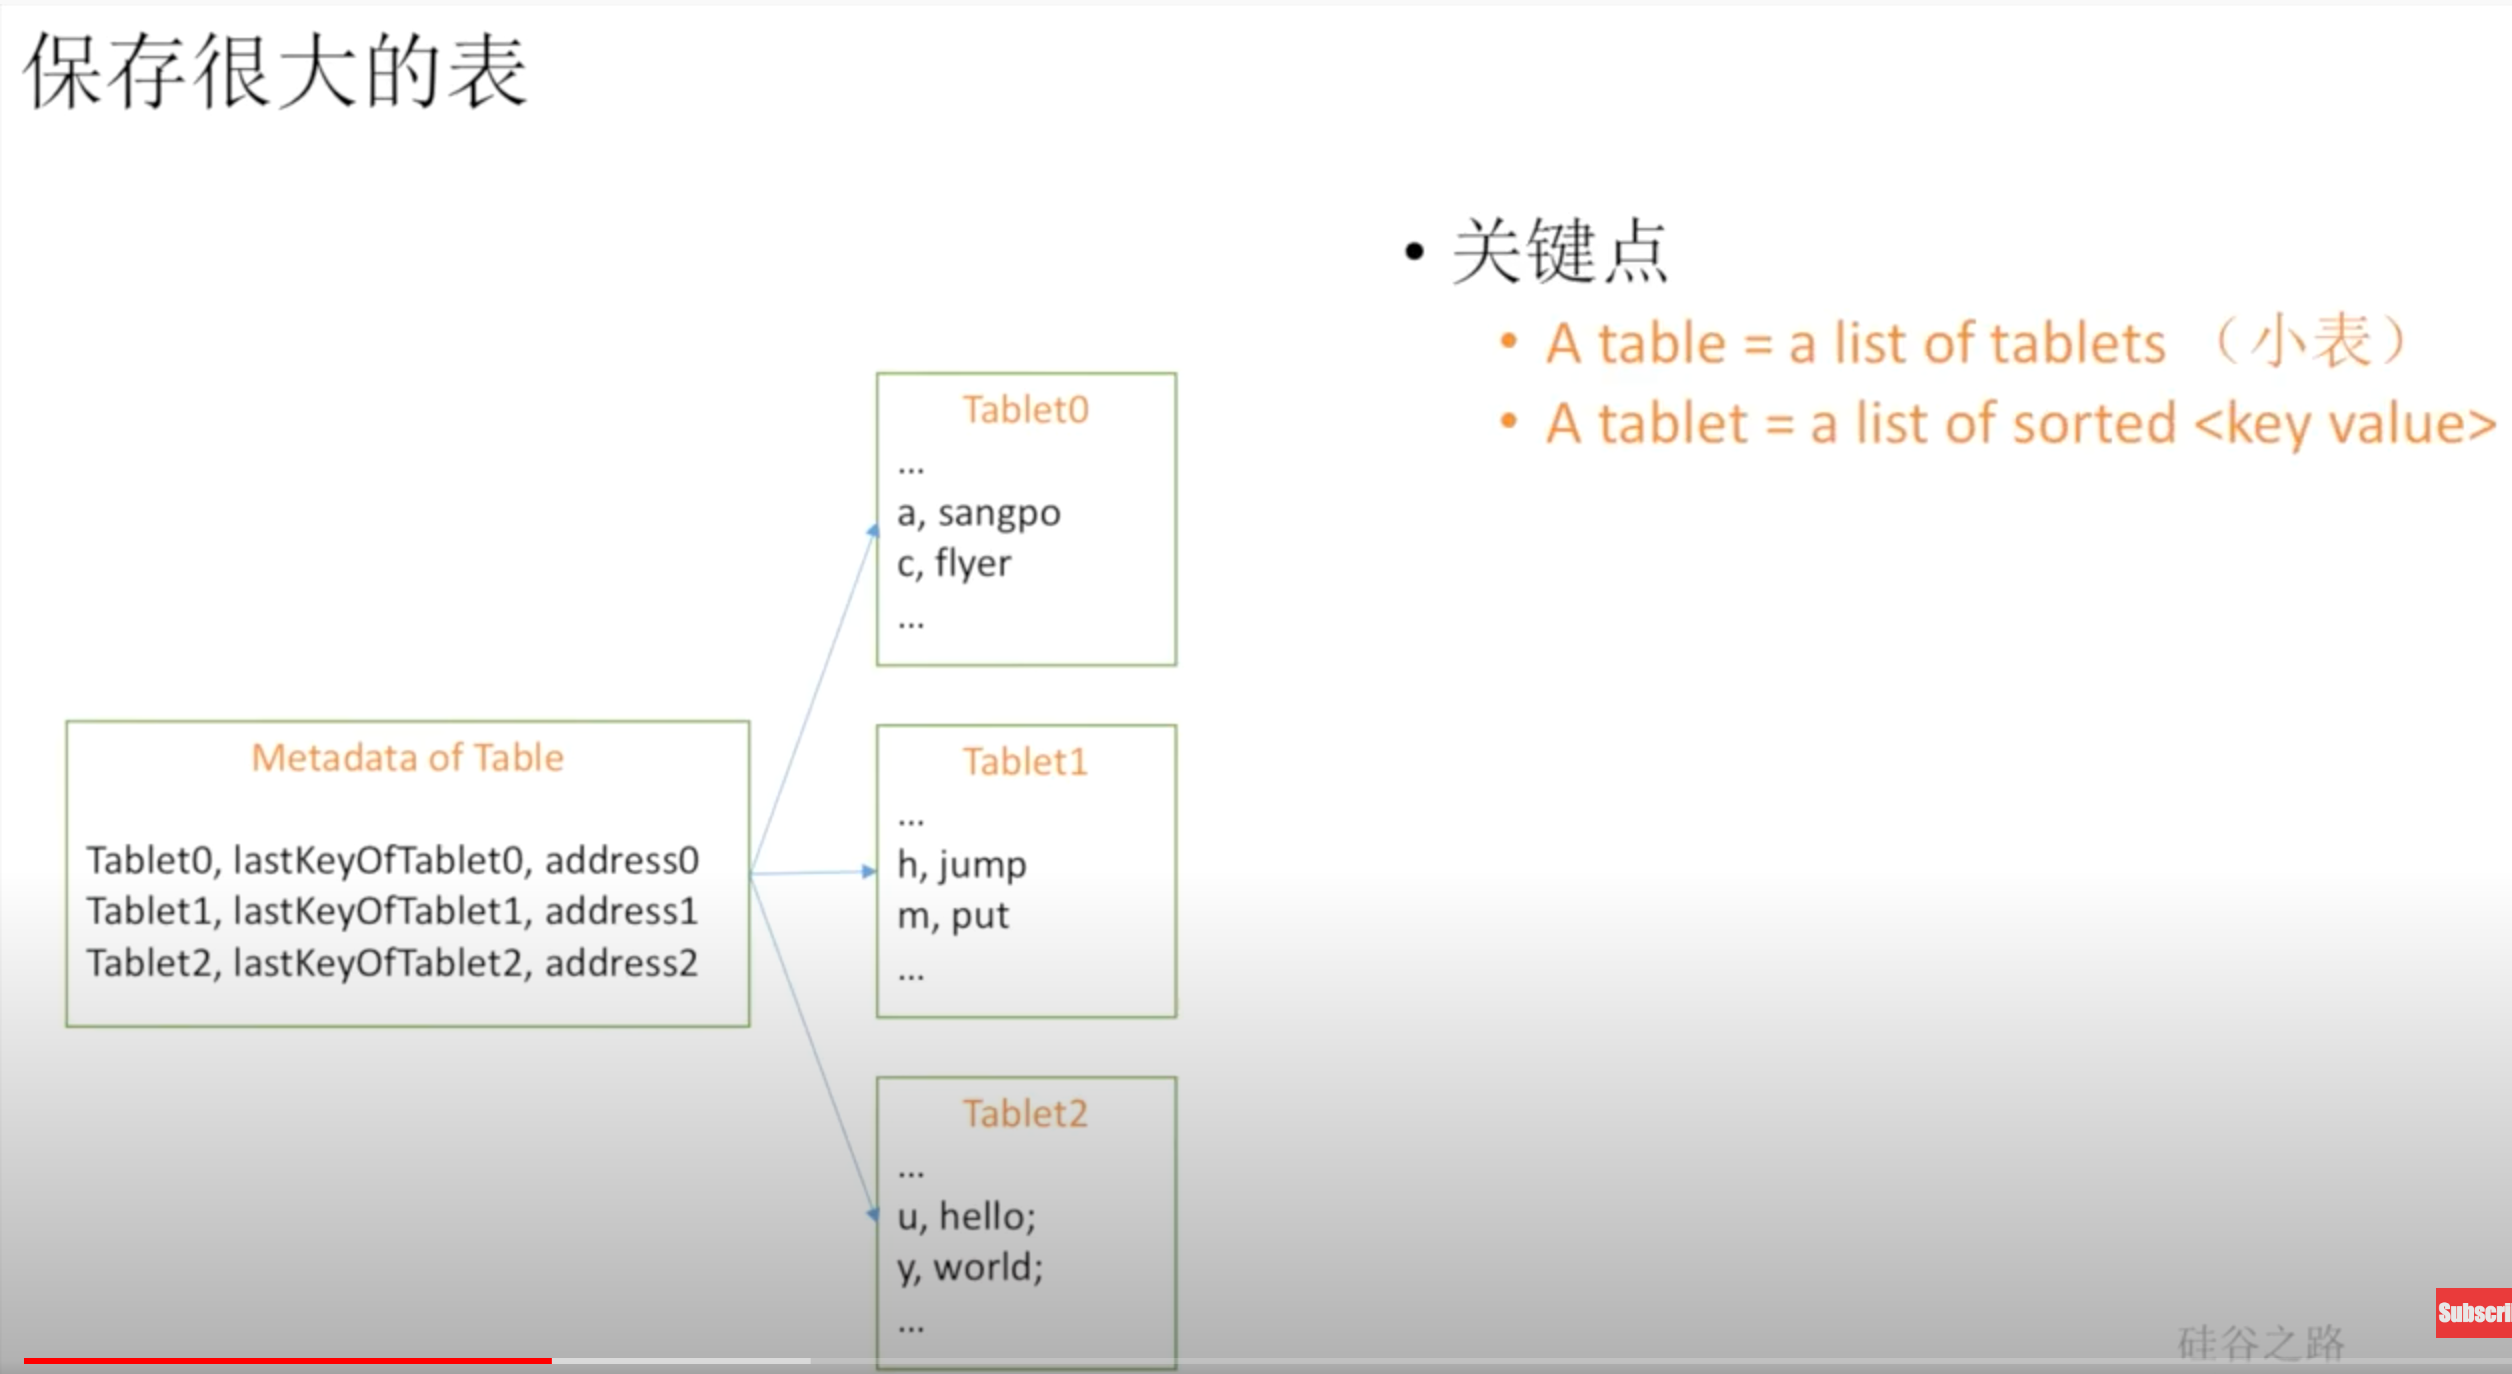 保存很大的表
• 关键点
• A table = a list of tablets （小表）
• A tablet = a list of sorted <key value>
Metadata of Table
Tablet0, lastKeyOfTablet0, address0
Tablet1, lastKeyOfTablet1, address1
Tablet2, lastKeyOfTablet2, address2
Tablet0
...
a, sangpo
c, flyer
...
Tablet1
...
h, jump
m, put
...
Tablet2
...
u, hello;
y, world;
...
硅谷之路